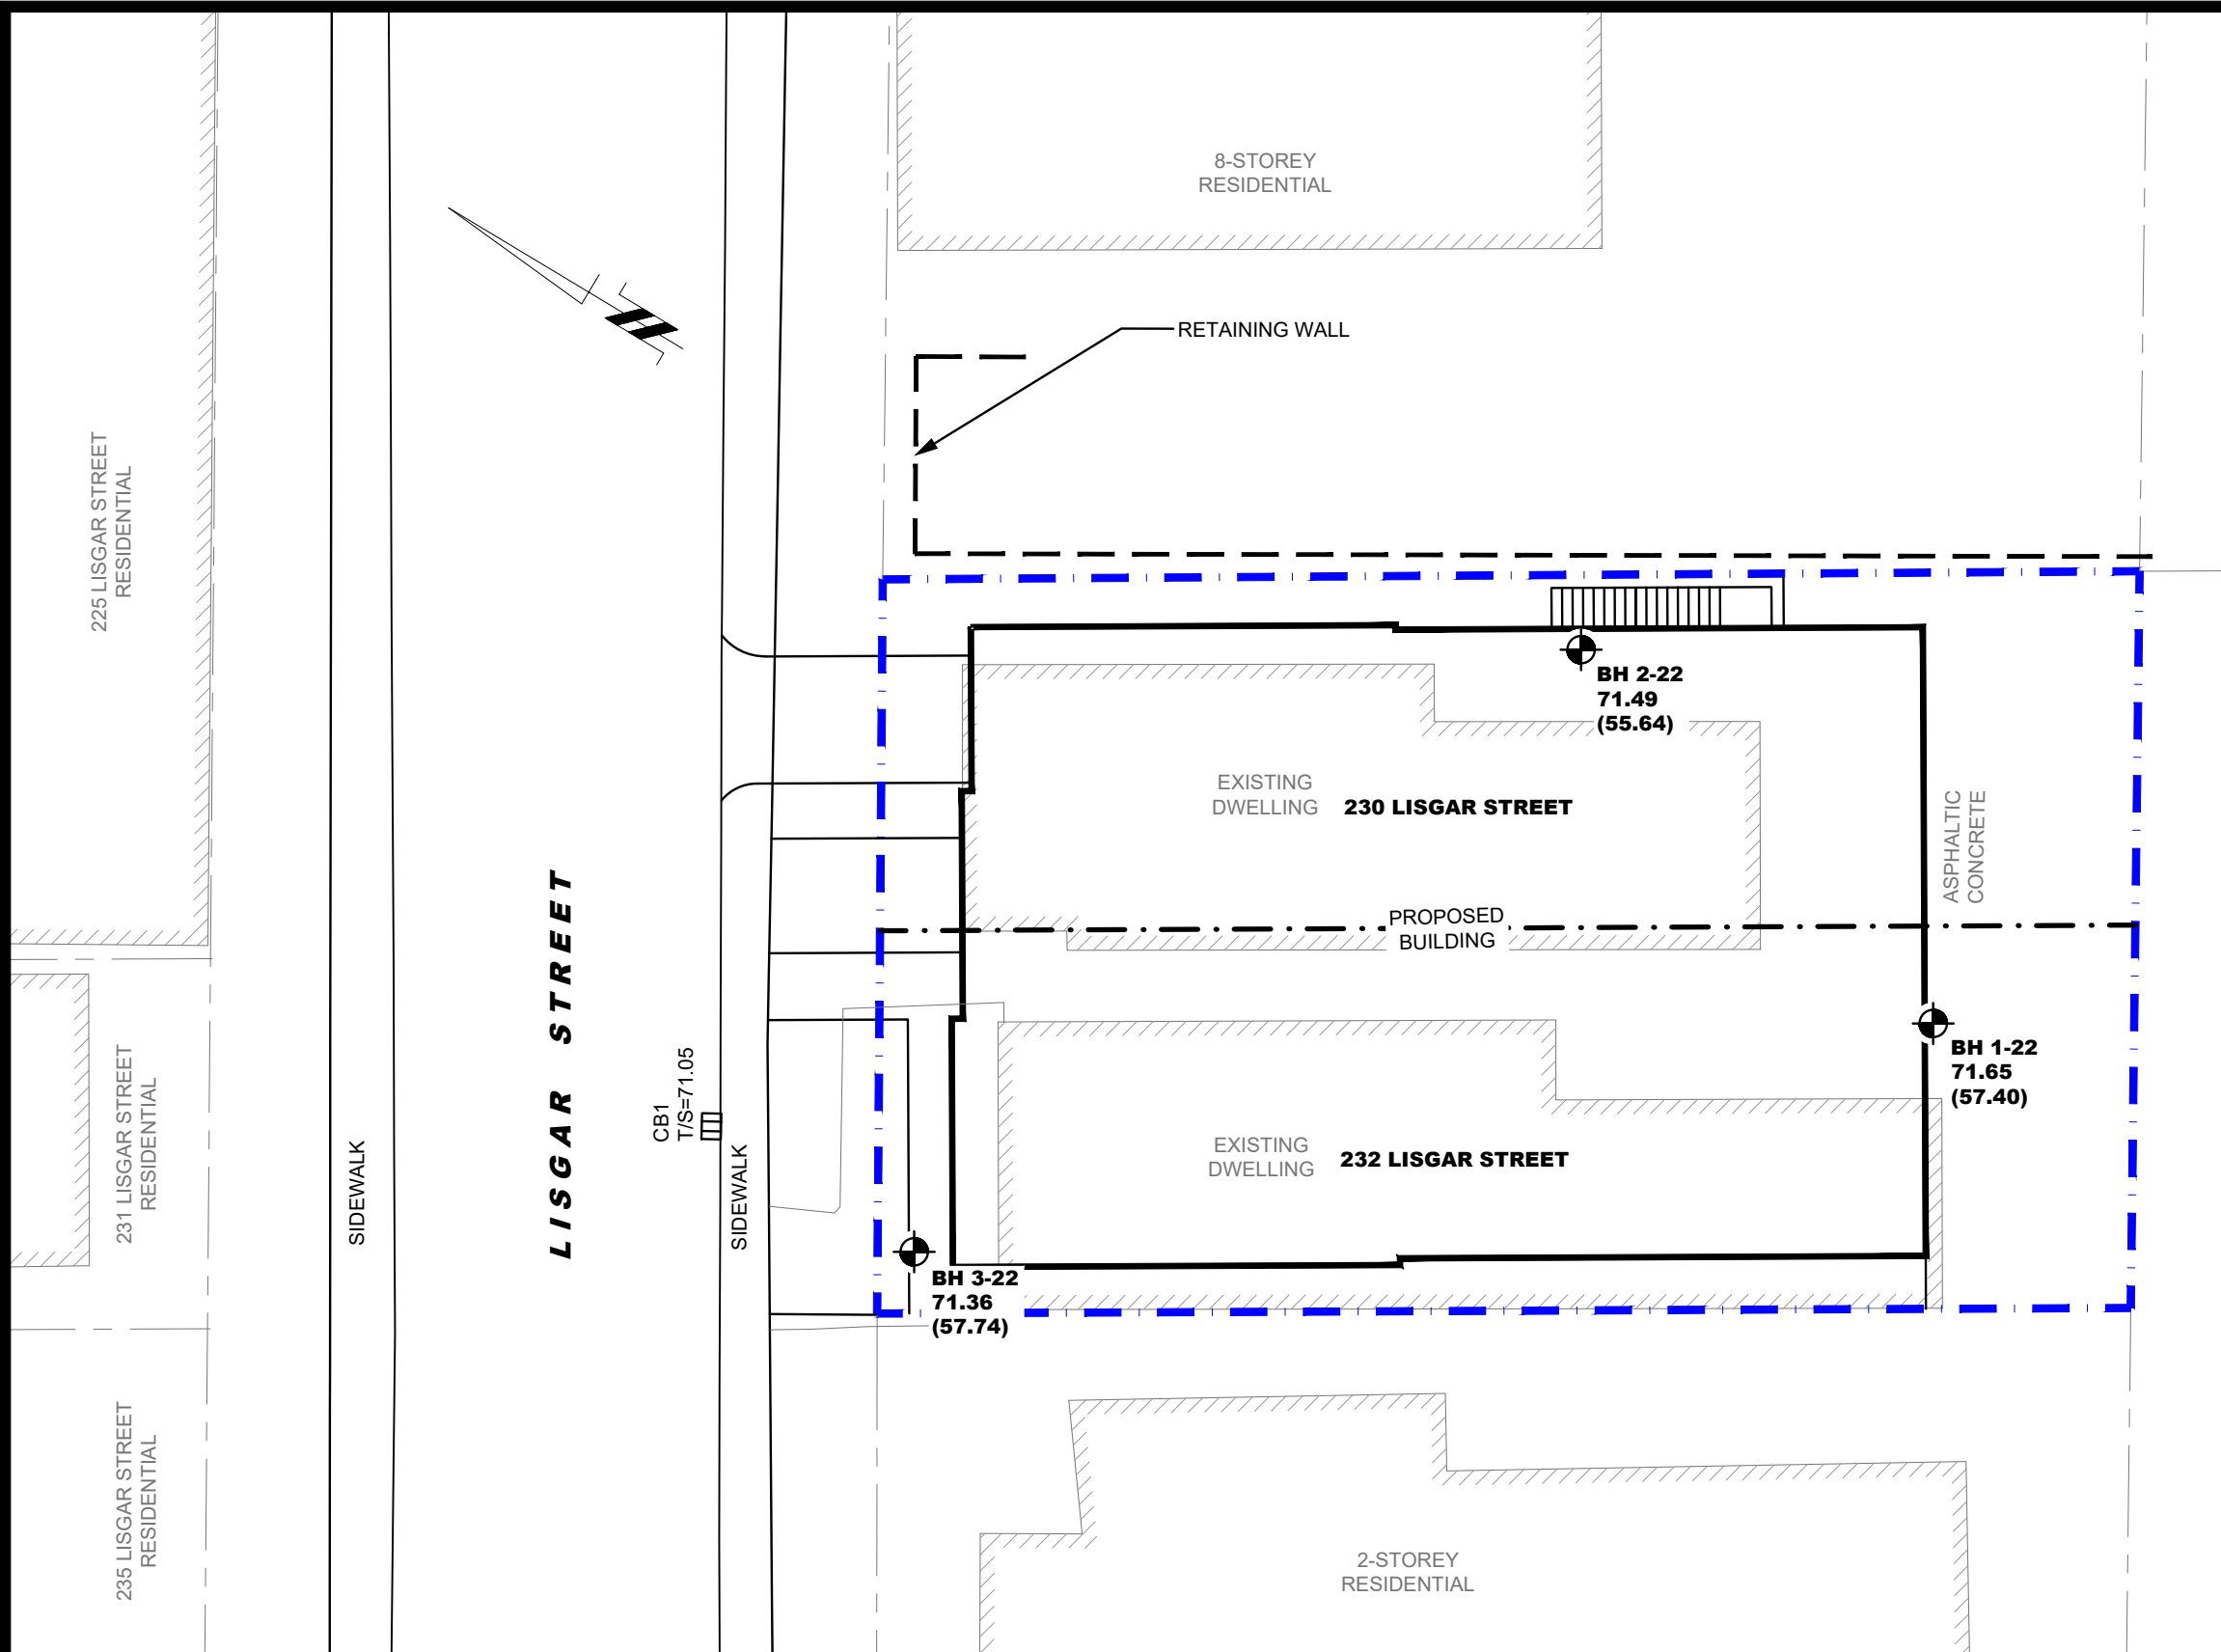 8-STOREY
RESIDENTIAL
RETAINING WALL
225 LISGAR STREET
RESIDENTIAL
BH 2-22
71.49
(55.64)
EXISTING
DWELLING
230 LISGAR STREET
ASPHALTIC
CONCRETE
PROPOSED
BUILDING
LISGAR STREET
BH 1-22
71.65
(57.40)
CB1
T/S=71.05
231 LISGAR STREET
RESIDENTIAL
SIDEWALK
SIDEWALK
EXISTING
DWELLING
232 LISGAR STREET
BH 3-22
71.36
(57.74)
235 LISGAR STREET
RESIDENTIAL
2-STOREY
RESIDENTIAL